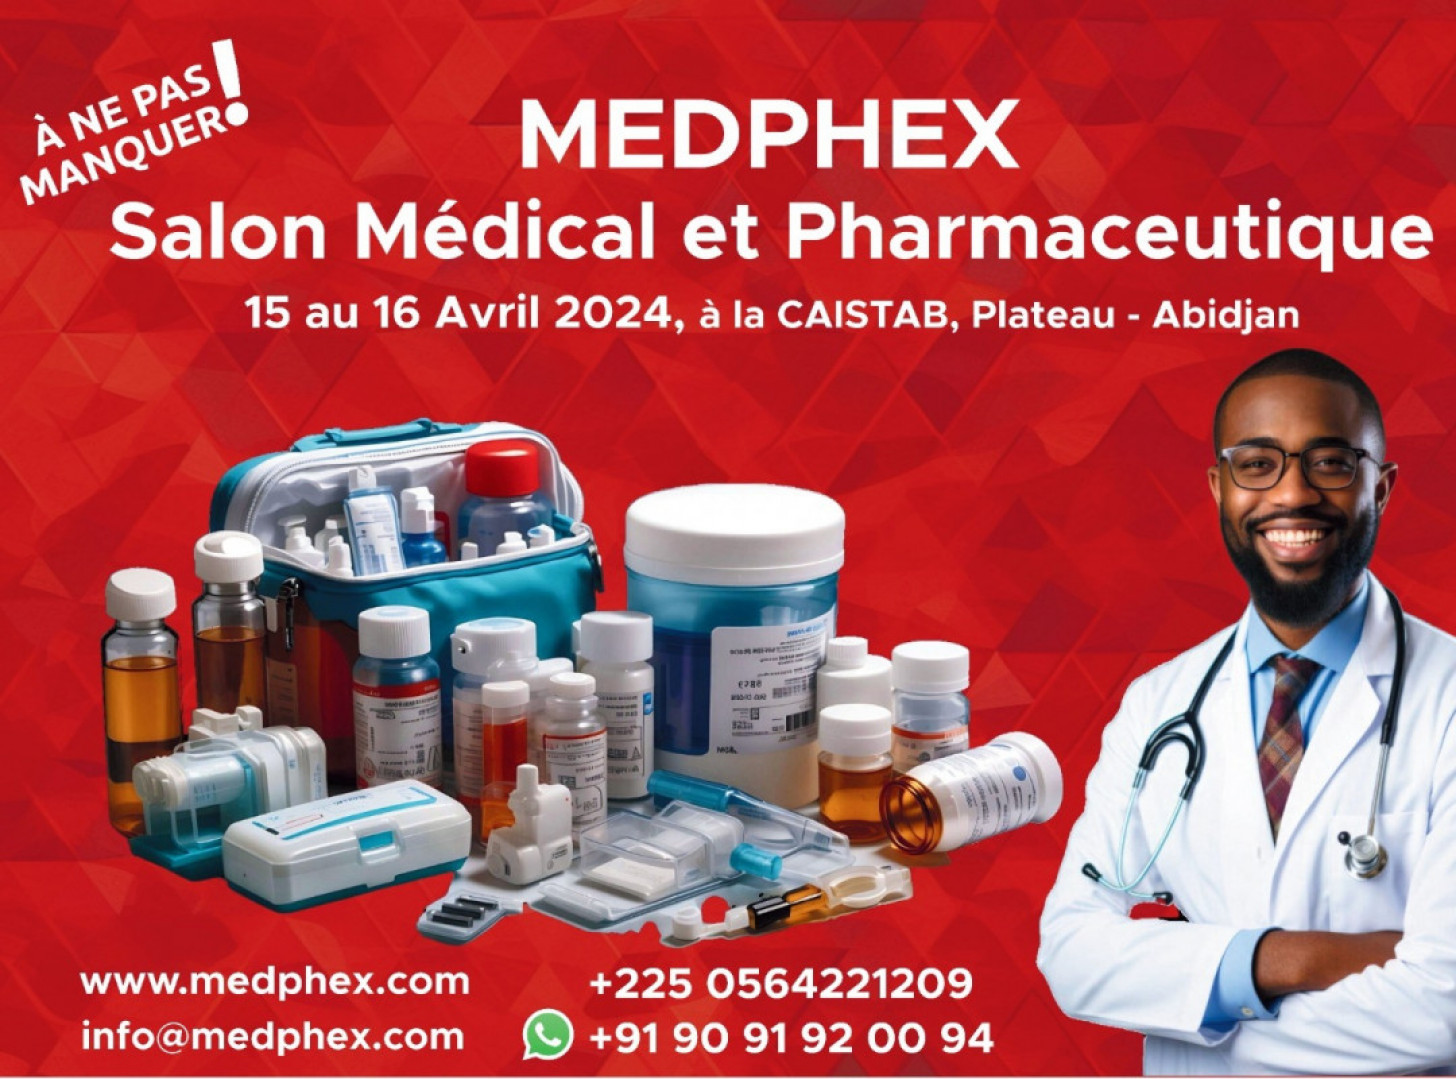 À NE PAS
MANQUER!
MEDPHEX
Salon Médical et Pharmaceutique
15 au 16 Avril 2024, à la CAISTAB, Plateau - Abidjan
www.medphex.com
+225 0564221209
info@medphex.com
+91 90 91 92 00 94